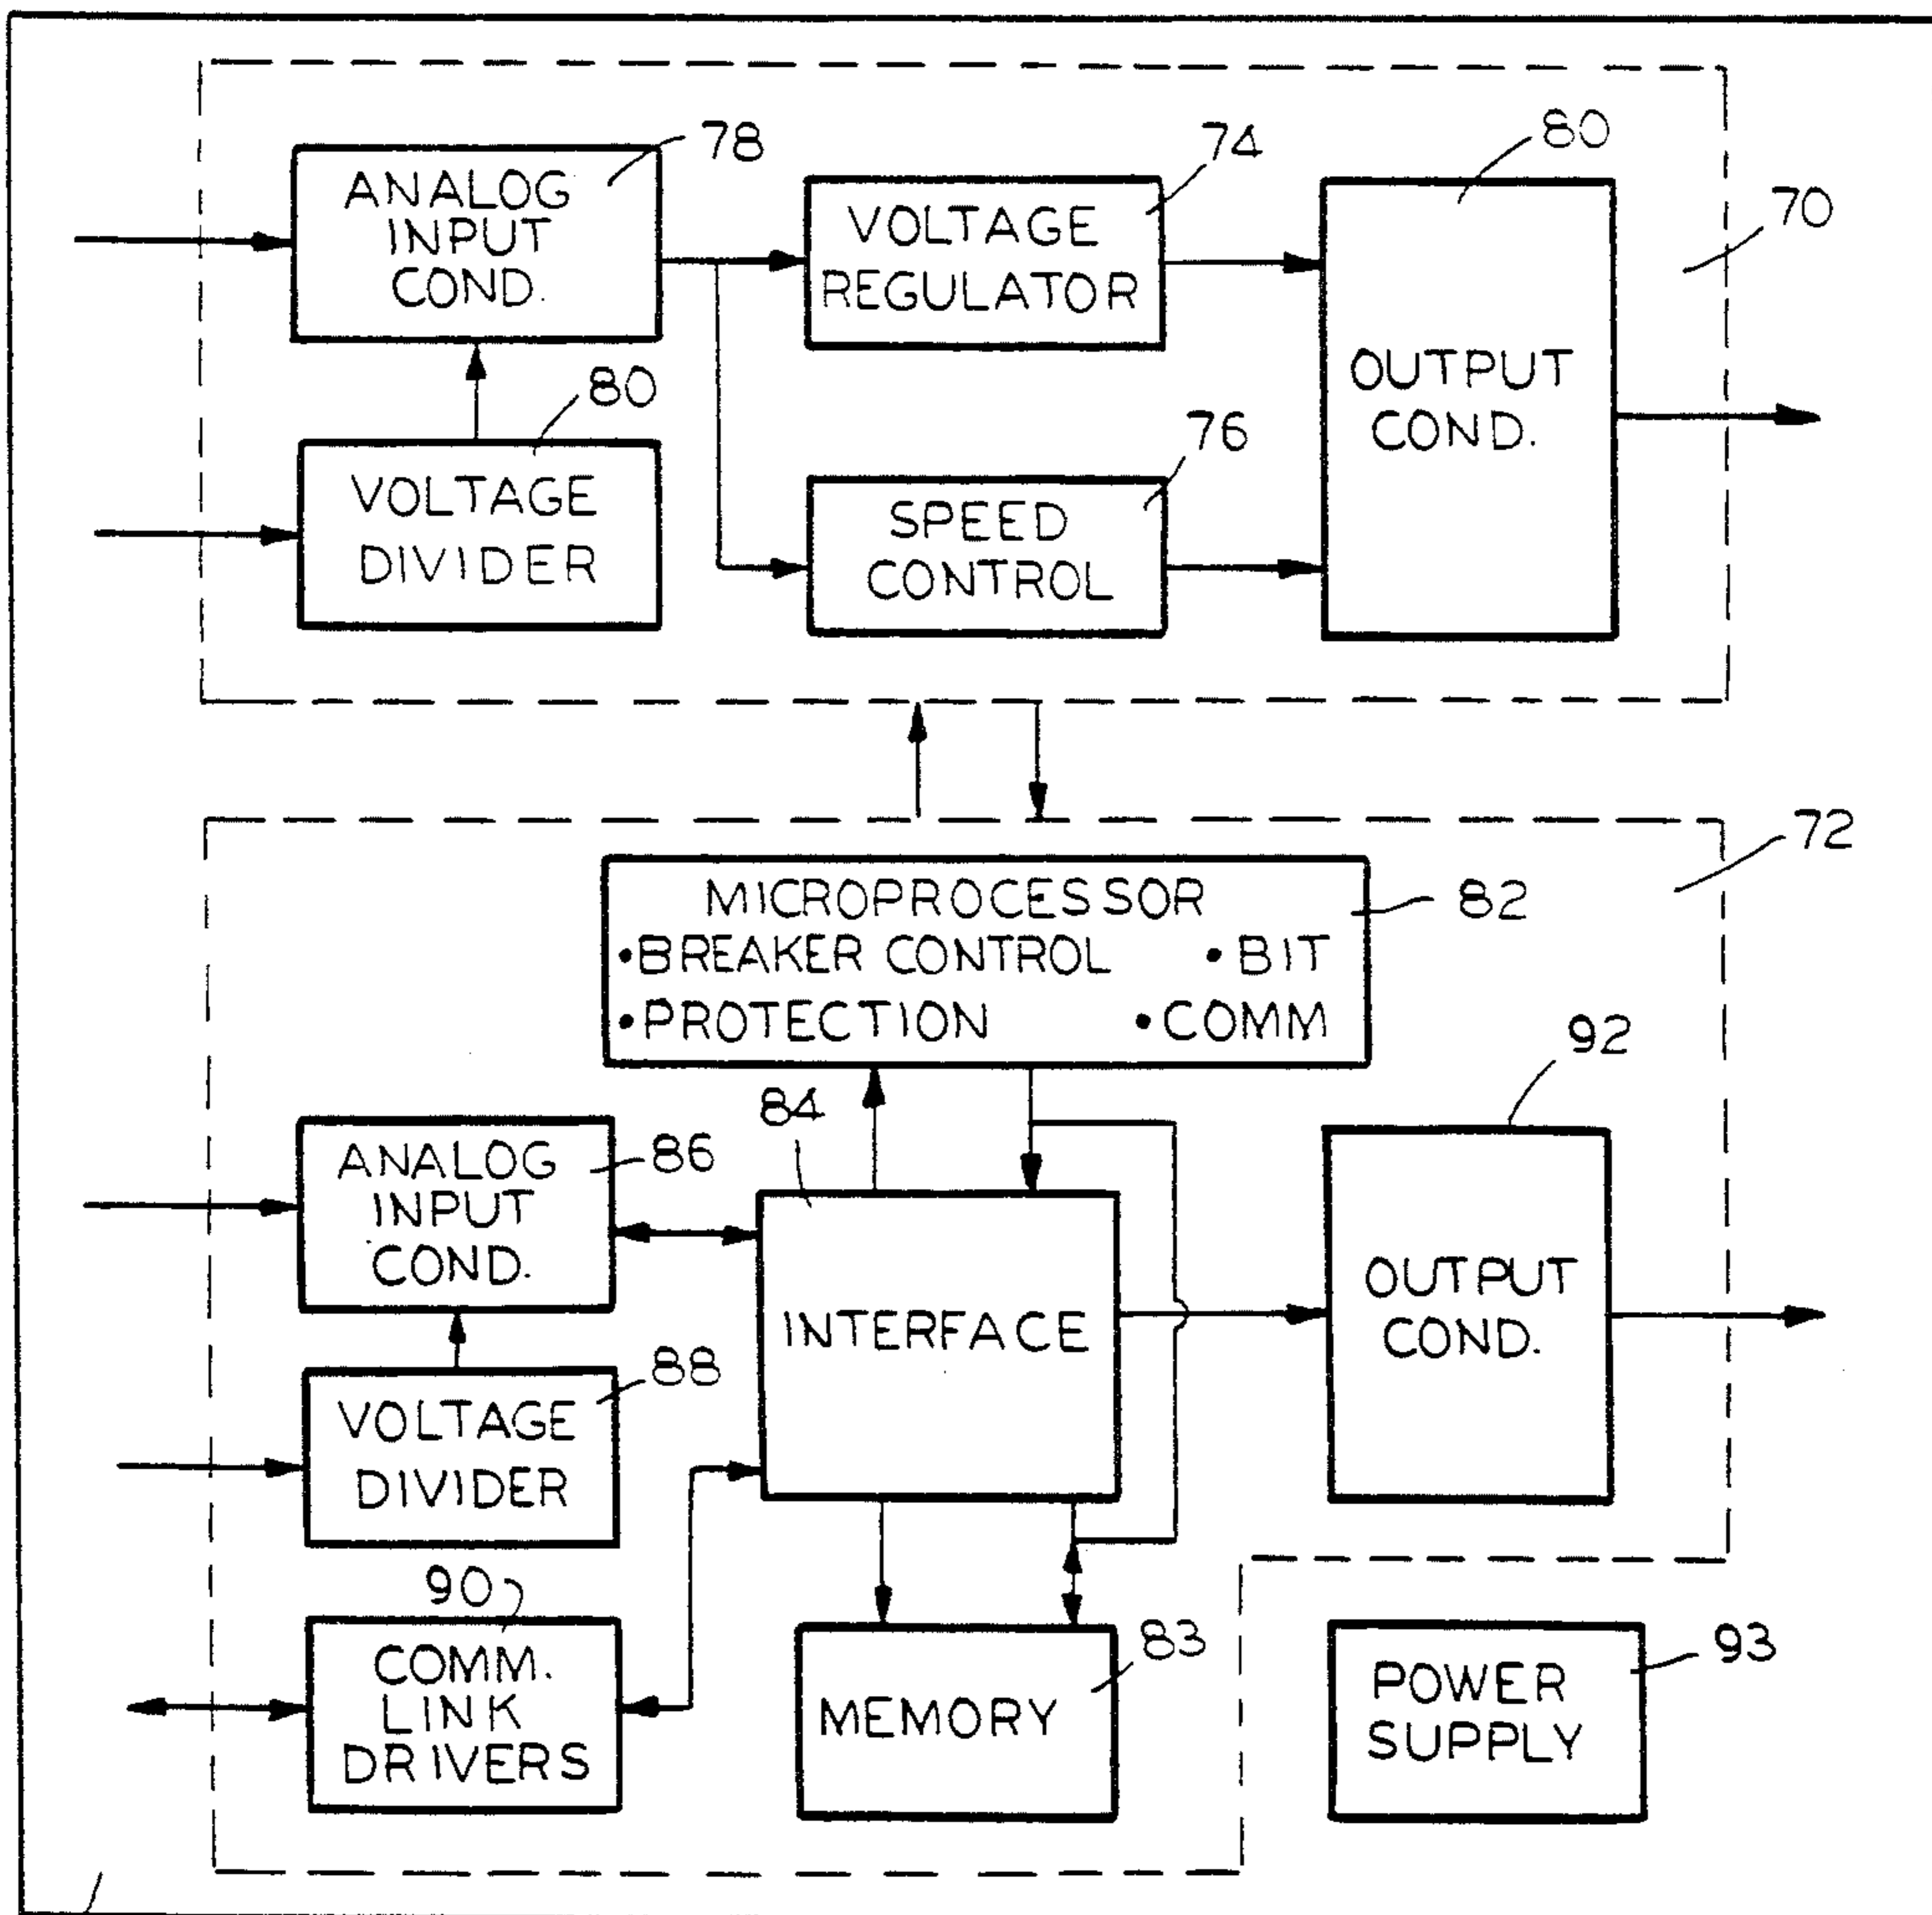 78
ANALOG
INPUT
COND.
74
VOLTAGE
REGULATOR
80
70
OUTPUT
COND.
80
VOLTAGE
DIVIDER
76
SPEED
CONTROL
72
MICROPROCESSOR
82
•BREAKER CONTROL •BIT
•PROTECTION •COMM
92
84
ANALOG
INPUT
COND.
86
INTERFACE
OUTPUT
COND.
88
VOLTAGE
DIVIDER
90
COMM.
LINK
DRIVERS
83
MEMORY
93
POWER
SUPPLY